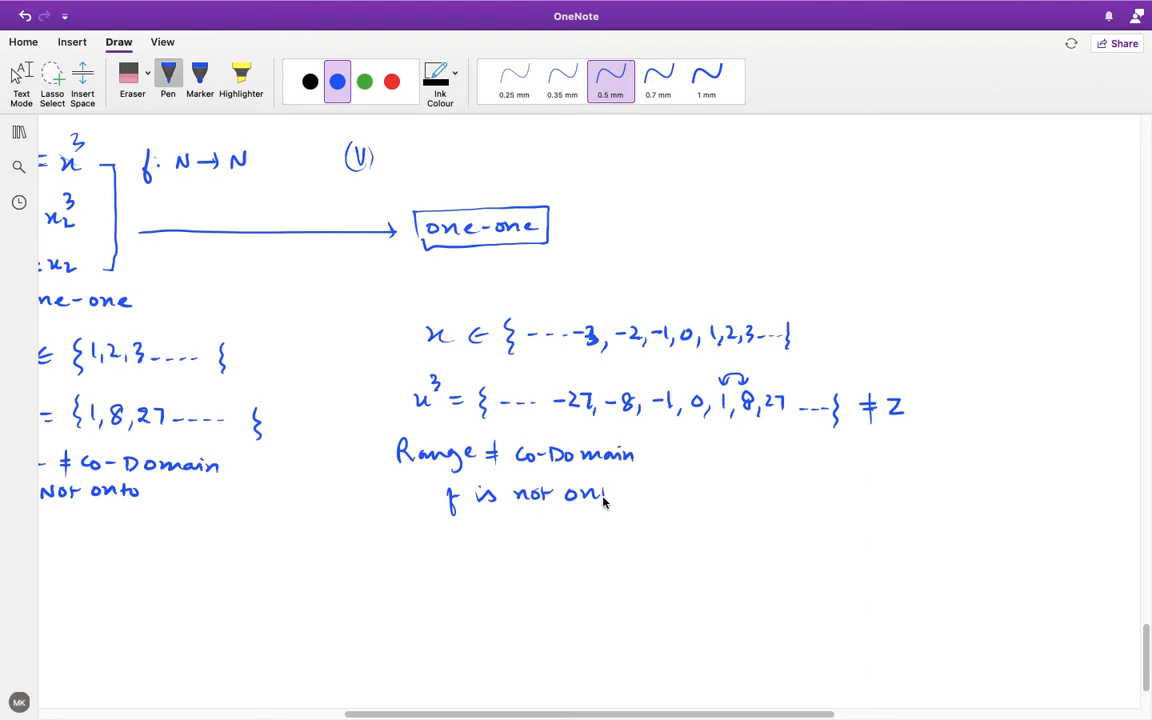 OneNote
Home Insert Draw View
Share
Text Mode
Lasso Select
Insert Space
Eraser
Pen
Marker
Highlighter
Ink Colour
0.25 mm 0.35 mm 0.5 mm 0.7 mm 1 mm
= x³ f: N → N (V)
x₂³
one-one
= x₂
ne-one
∈ {1,2,3---- {
= {1,8,27---- }
- ≠ Co-Domain
Not onto
x ∈ { --- -3, -2, -1, 0, 1, 2, 3 ---}
x³ = { --- -27, -8, -1, 0, 1, 8, 27 ---} ≠ Z
Range ≠ Co-Domain
f is not on
MK